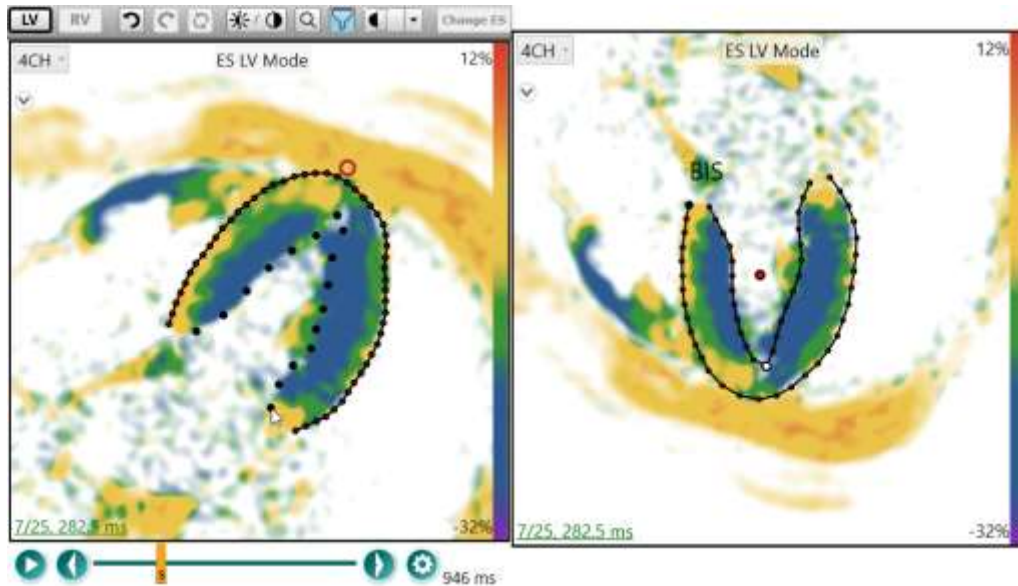 LV RV Change ES
4CH ES LV Mode 12%
7/25, 282.5 ms -32%
s
946 ms
4CH ES LV Mode 12%
BIS
7/25, 282.5 ms -32%